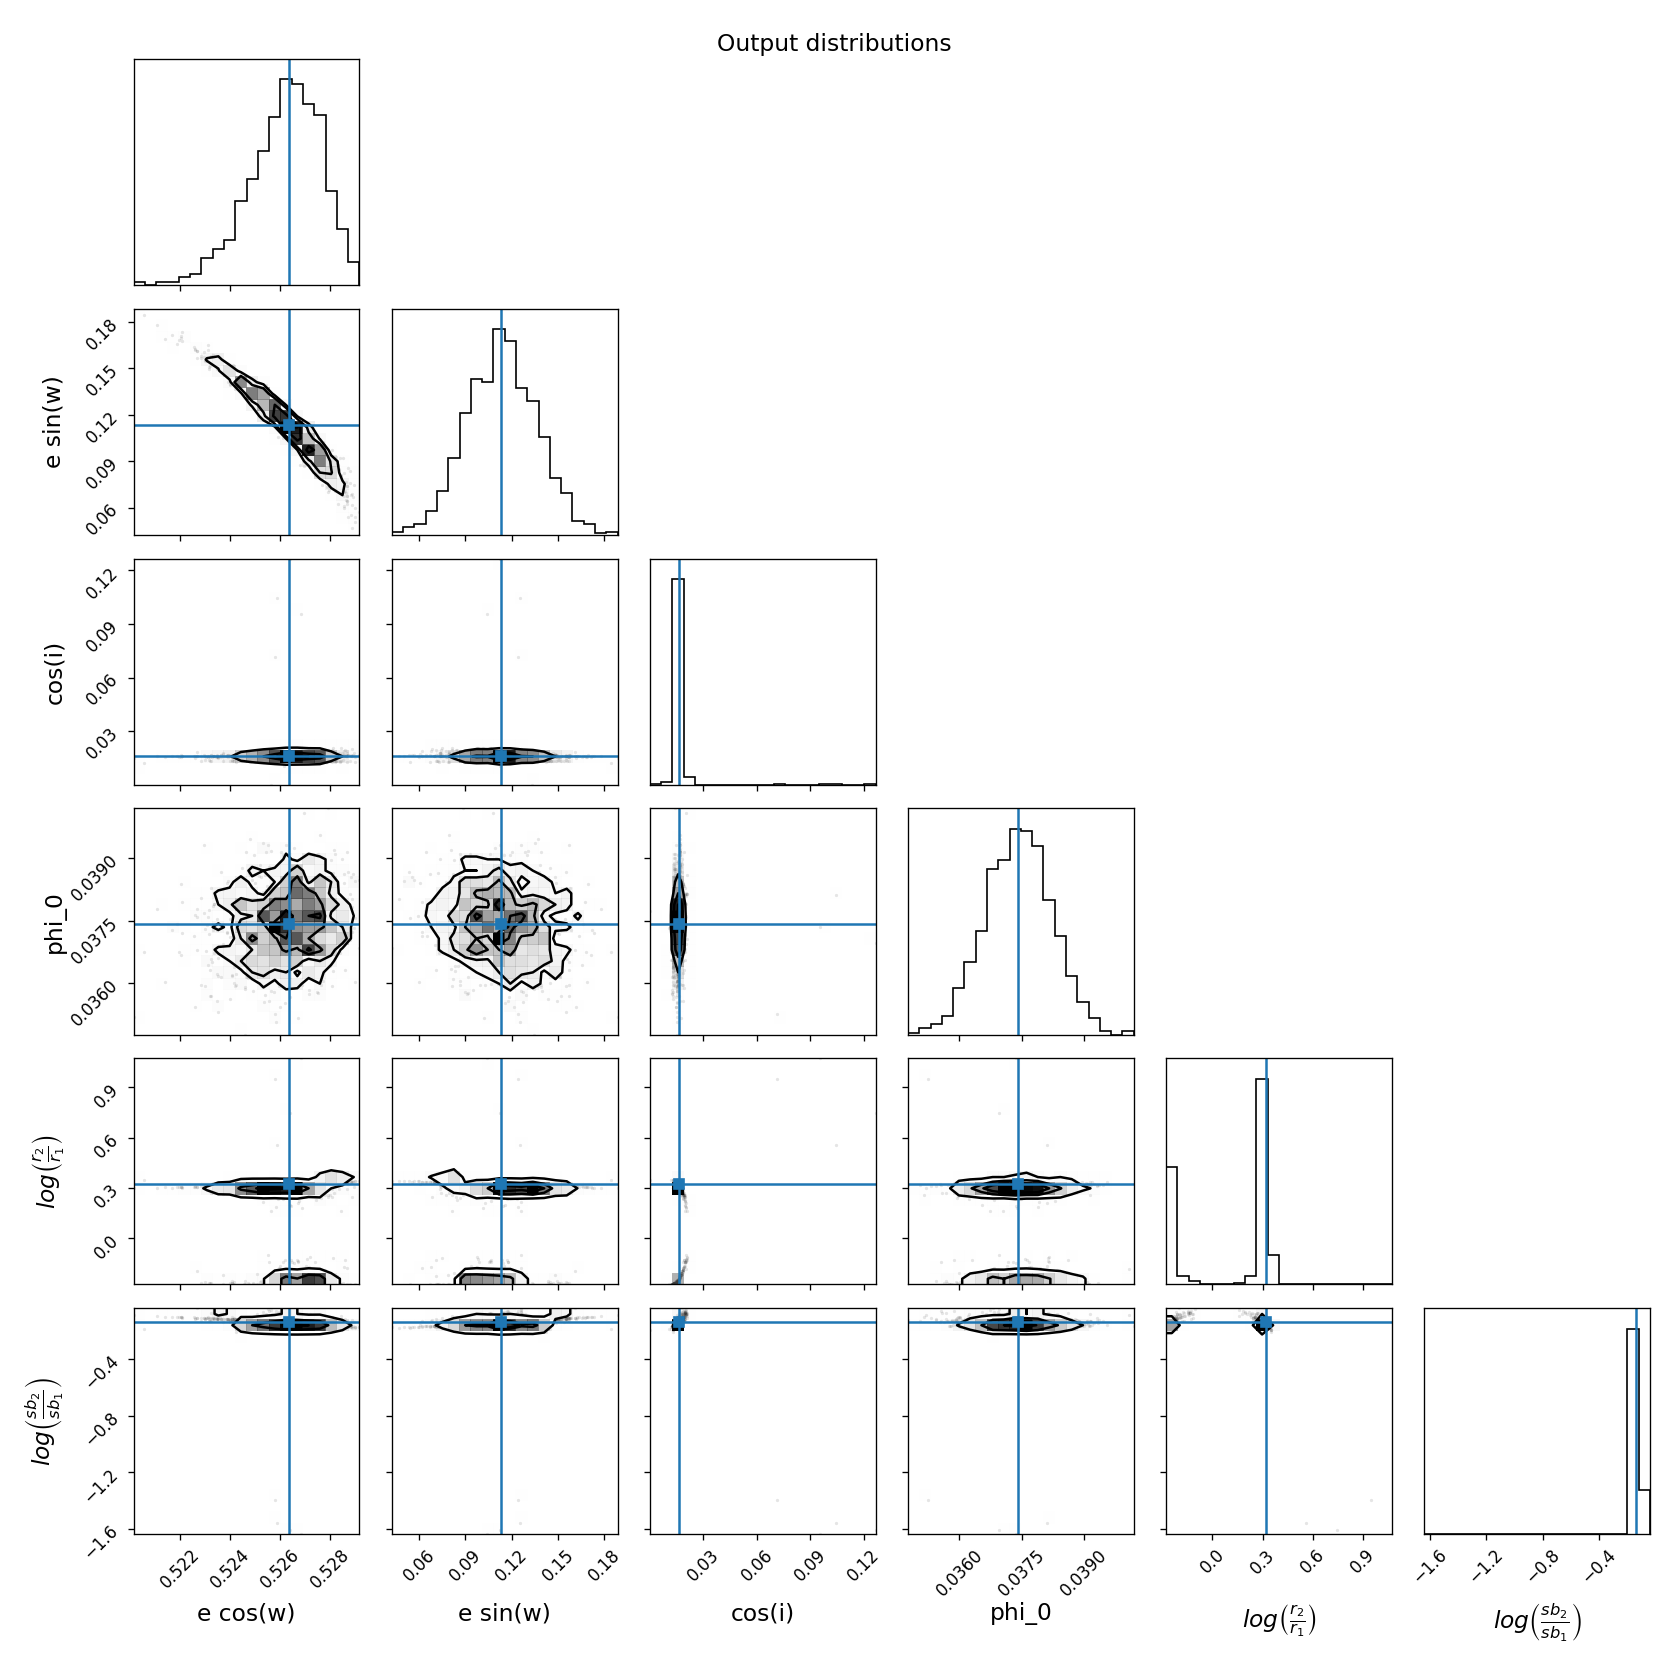 Output distributions
0.18
0.15
0.12
0.09
0.06
e sin(w)
0.12
0.09
0.06
0.03
cos(i)
0.0390
0.0375
0.0360
phi_0
0.9
0.6
0.3
0.0
log(r₂/r₁)
−0.4
−0.8
−1.2
−1.6
log(sb₂/sb₁)
0.522 0.524 0.526 0.528 0.06 0.09 0.12 0.15 0.18 0.03 0.06 0.09 0.12 0.0360 0.0375 0.0390 0.0 0.3 0.6 0.9 −1.6 −1.2 −0.8 −0.4
e cos(w) e sin(w) cos(i) phi_0 log(r₂/r₁) log(sb₂/sb₁)